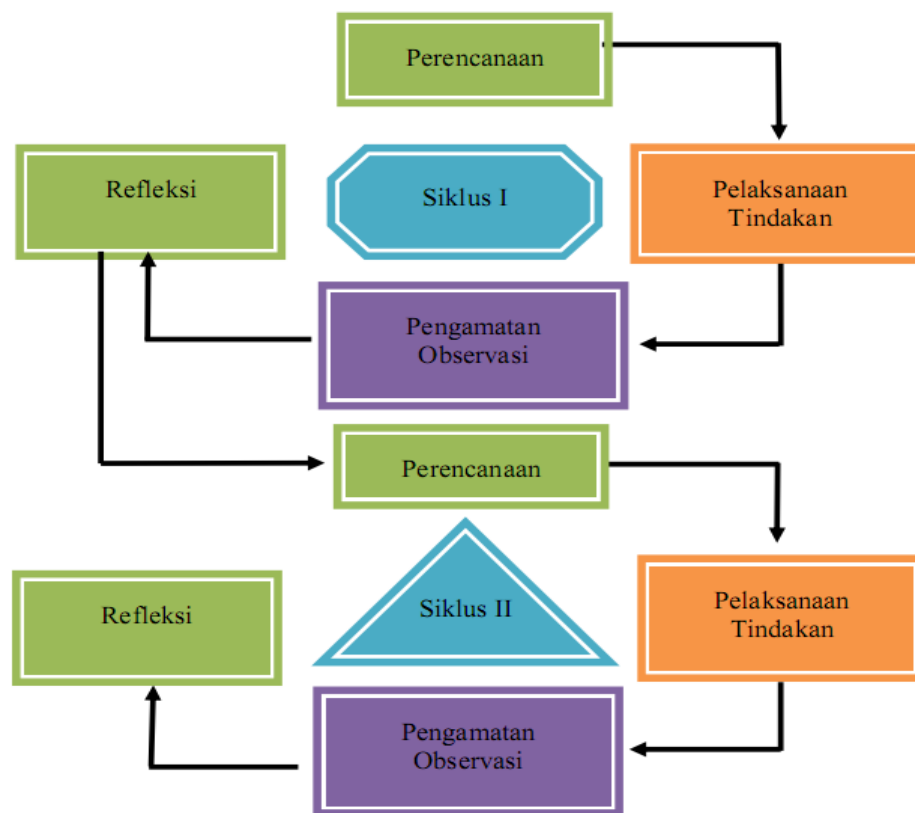 Perencanaan
Refleksi
Siklus I
Pelaksanaan
Tindakan
Pengamatan
Observasi
Perencanaan
Refleksi
Siklus II
Pelaksanaan
Tindakan
Pengamatan
Observasi